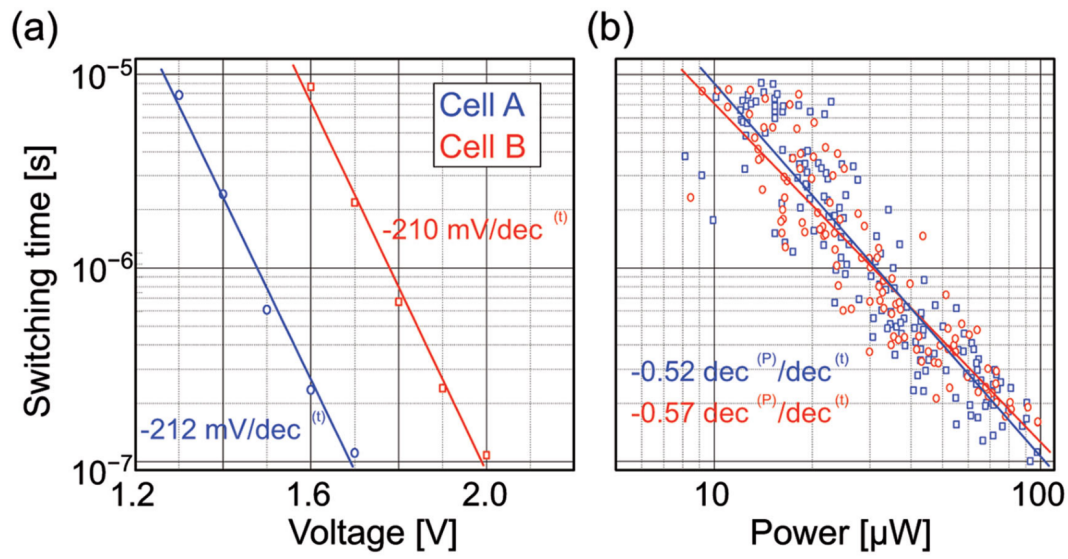 (a)
(b)
Switching time [s]
10⁻⁵
10⁻⁶
10⁻⁷
Cell A
Cell B
-210 mV/dec⁽ᵗ⁾
-212 mV/dec⁽ᵗ⁾
1.2 1.6 2.0
Voltage [V]
-0.52 dec⁽ᴾ⁾/dec⁽ᵗ⁾
-0.57 dec⁽ᴾ⁾/dec⁽ᵗ⁾
10 100
Power [µW]